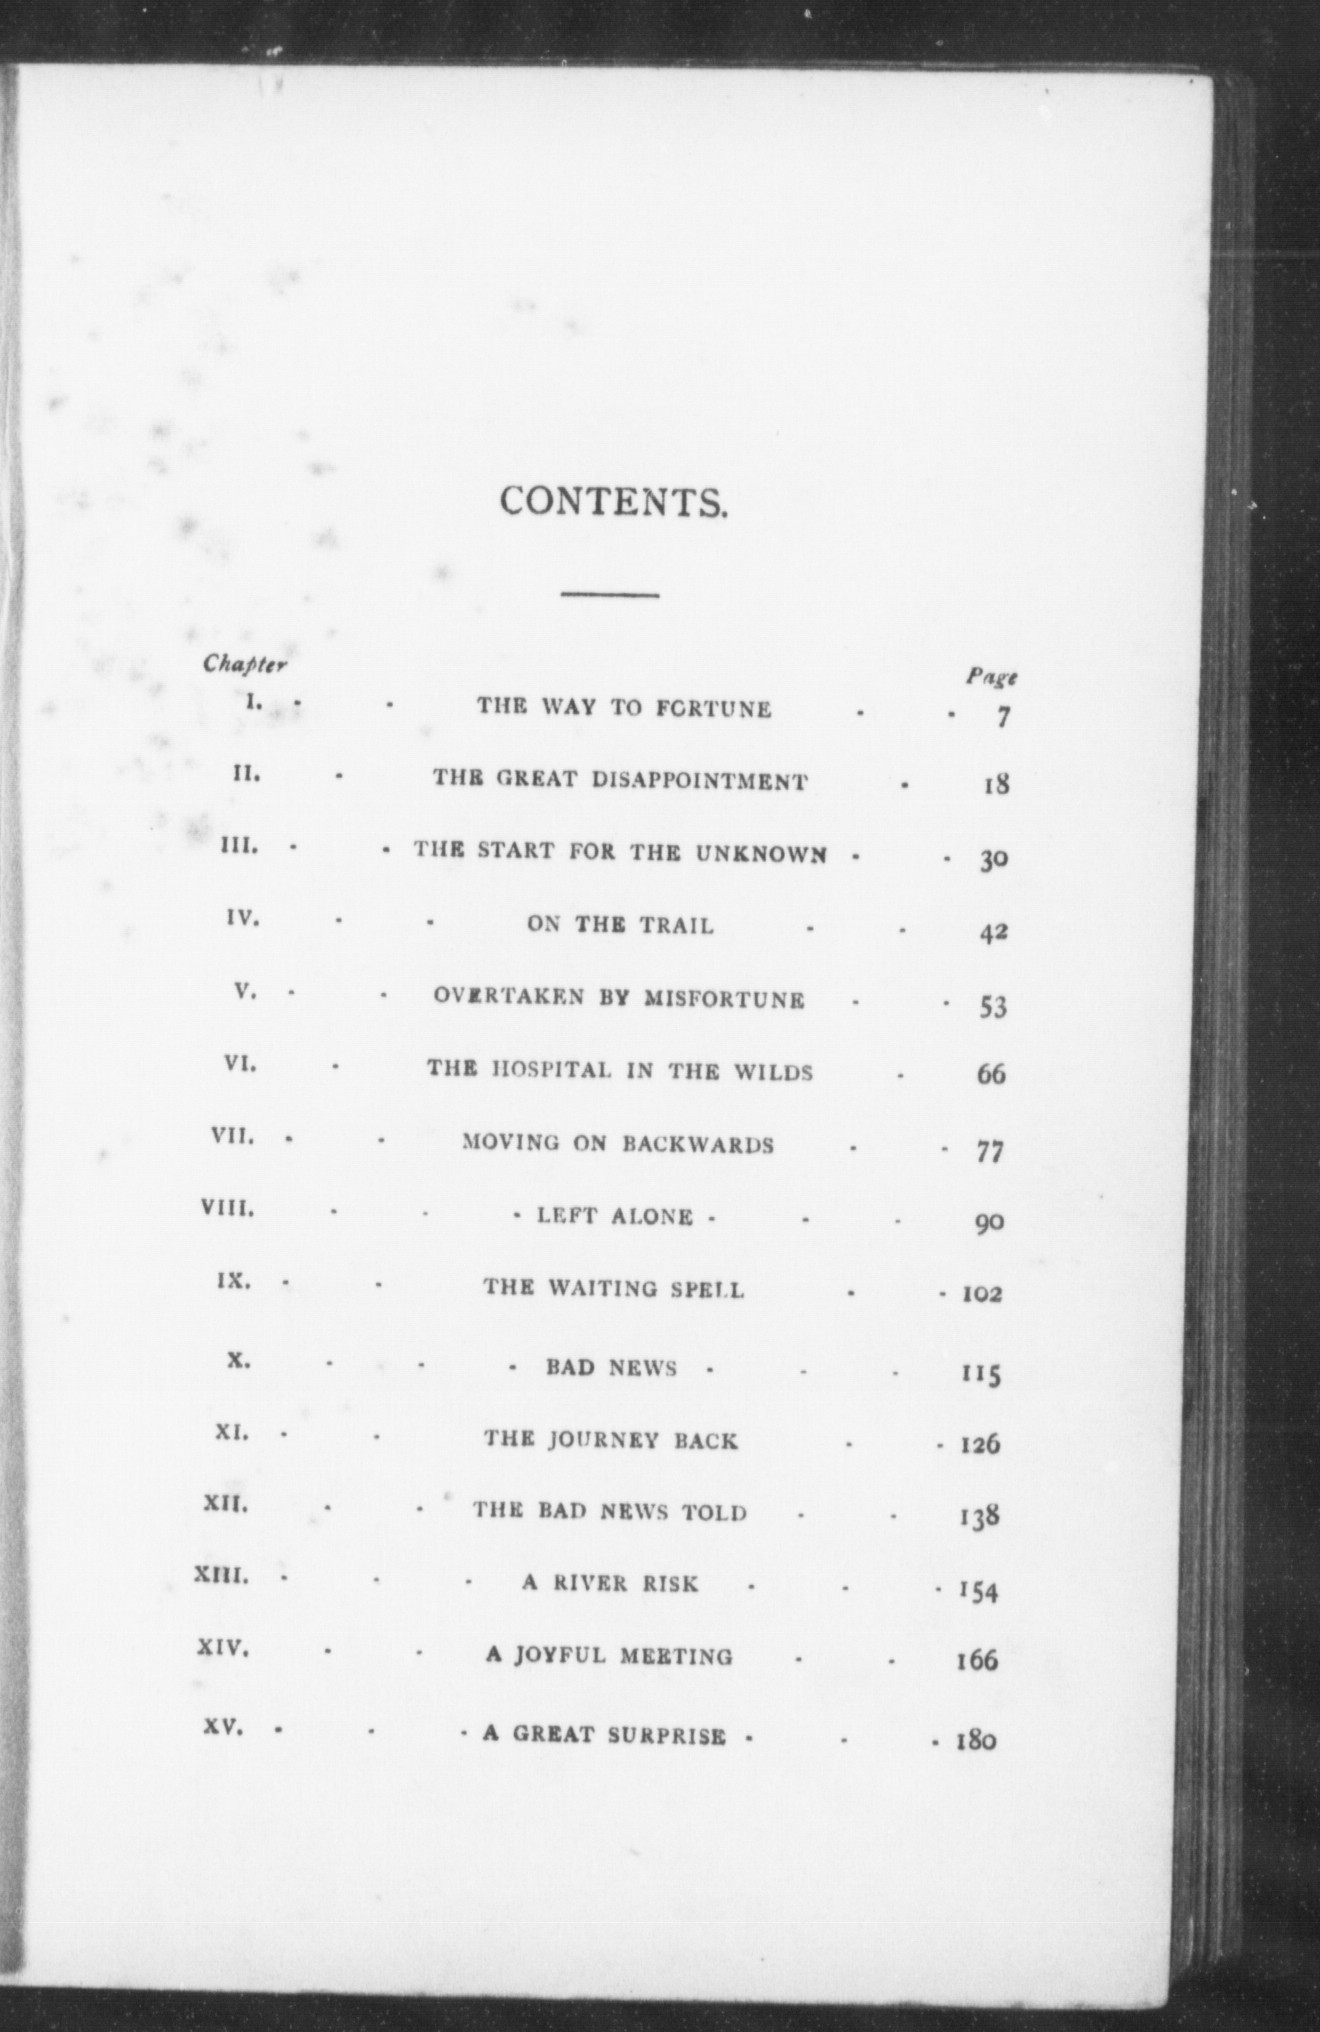 CONTENTS.
Chapter Page
I. - - THE WAY TO FORTUNE - - 7
II. - THE GREAT DISAPPOINTMENT - 18
III. - - THE START FOR THE UNKNOWN - - 30
IV. - - ON THE TRAIL - - 42
V. - - OVERTAKEN BY MISFORTUNE - - 53
VI. - THE HOSPITAL IN THE WILDS - 66
VII. - - MOVING ON BACKWARDS - - 77
VIII. - - - LEFT ALONE - - - 90
IX. - - THE WAITING SPELL - - 102
X. - - - BAD NEWS - - - 115
XI. - - THE JOURNEY BACK - - 126
XII. - - THE BAD NEWS TOLD - - 138
XIII. - - - A RIVER RISK - - - 154
XIV. - - A JOYFUL MEETING - - 166
XV. - - - A GREAT SURPRISE - - - 180